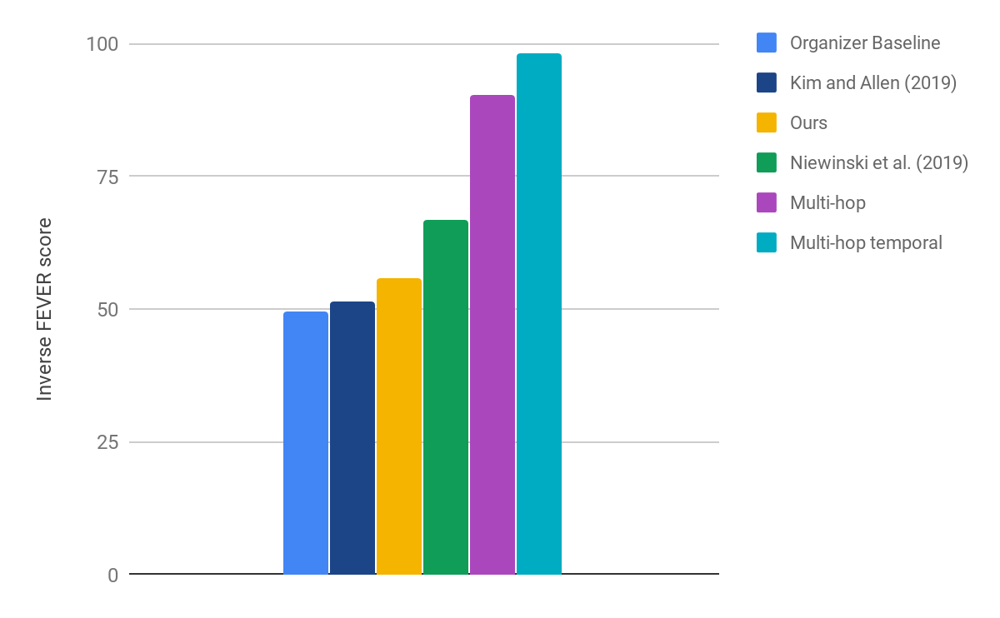 100
75
50
25
0
Inverse FEVER score
Organizer Baseline
Kim and Allen (2019)
Ours
Niewinski et al. (2019)
Multi-hop
Multi-hop temporal